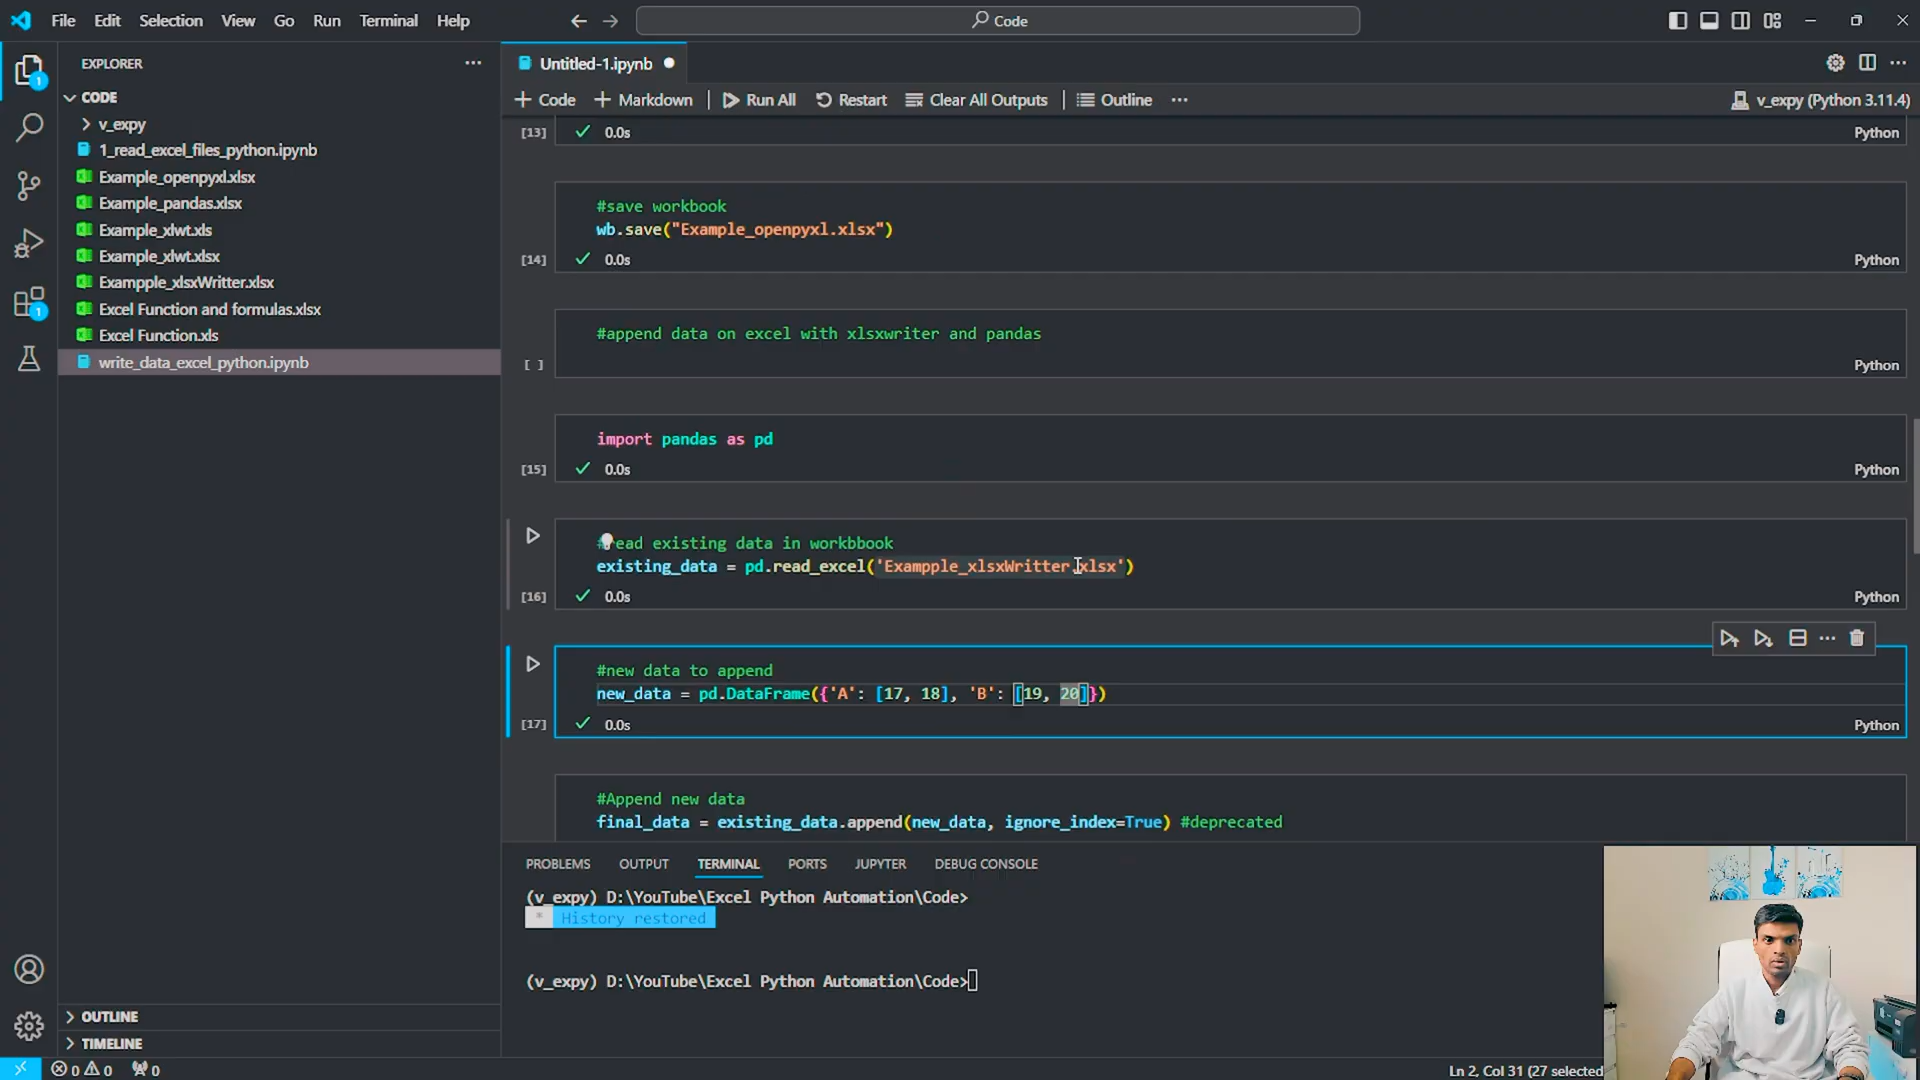 File Edit Selection View Go Run Terminal Help
Code
EXPLORER
CODE
v_expy
1_read_excel_files_python.ipynb
Example_openpyxl.xlsx
Example_pandas.xlsx
Example_xlwt.xls
Example_xlwt.xlsx
Exampple_xlsxWritter.xlsx
Excel Function and formulas.xlsx
Excel Function.xls
write_data_excel_python.ipynb
OUTLINE
TIMELINE
1
1
Untitled-1.ipynb
+ Code + Markdown Run All Restart Clear All Outputs Outline ...
v_expy (Python 3.11.4)
[13] 0.0s Python
#save workbook
wb.save("Example_openpyxl.xlsx")
[14] 0.0s Python
#append data on excel with xlsxwriter and pandas
[ ] Python
import pandas as pd
[15] 0.0s Python
#read existing data in workbbook
existing_data = pd.read_excel('Exampple_xlsxWritter.xlsx')
[16] 0.0s Python
#new data to append
new_data = pd.DataFrame({'A': [17, 18], 'B': [19, 20]})
[17] 0.0s Python
#Append new data
final_data = existing_data.append(new_data, ignore_index=True) #deprecated
PROBLEMS OUTPUT TERMINAL PORTS JUPYTER DEBUG CONSOLE
(v_expy) D:\YouTube\Excel Python Automation\Code>
* History restored
(v_expy) D:\YouTube\Excel Python Automation\Code>
0 0 0
Ln 2, Col 31 (27 selected